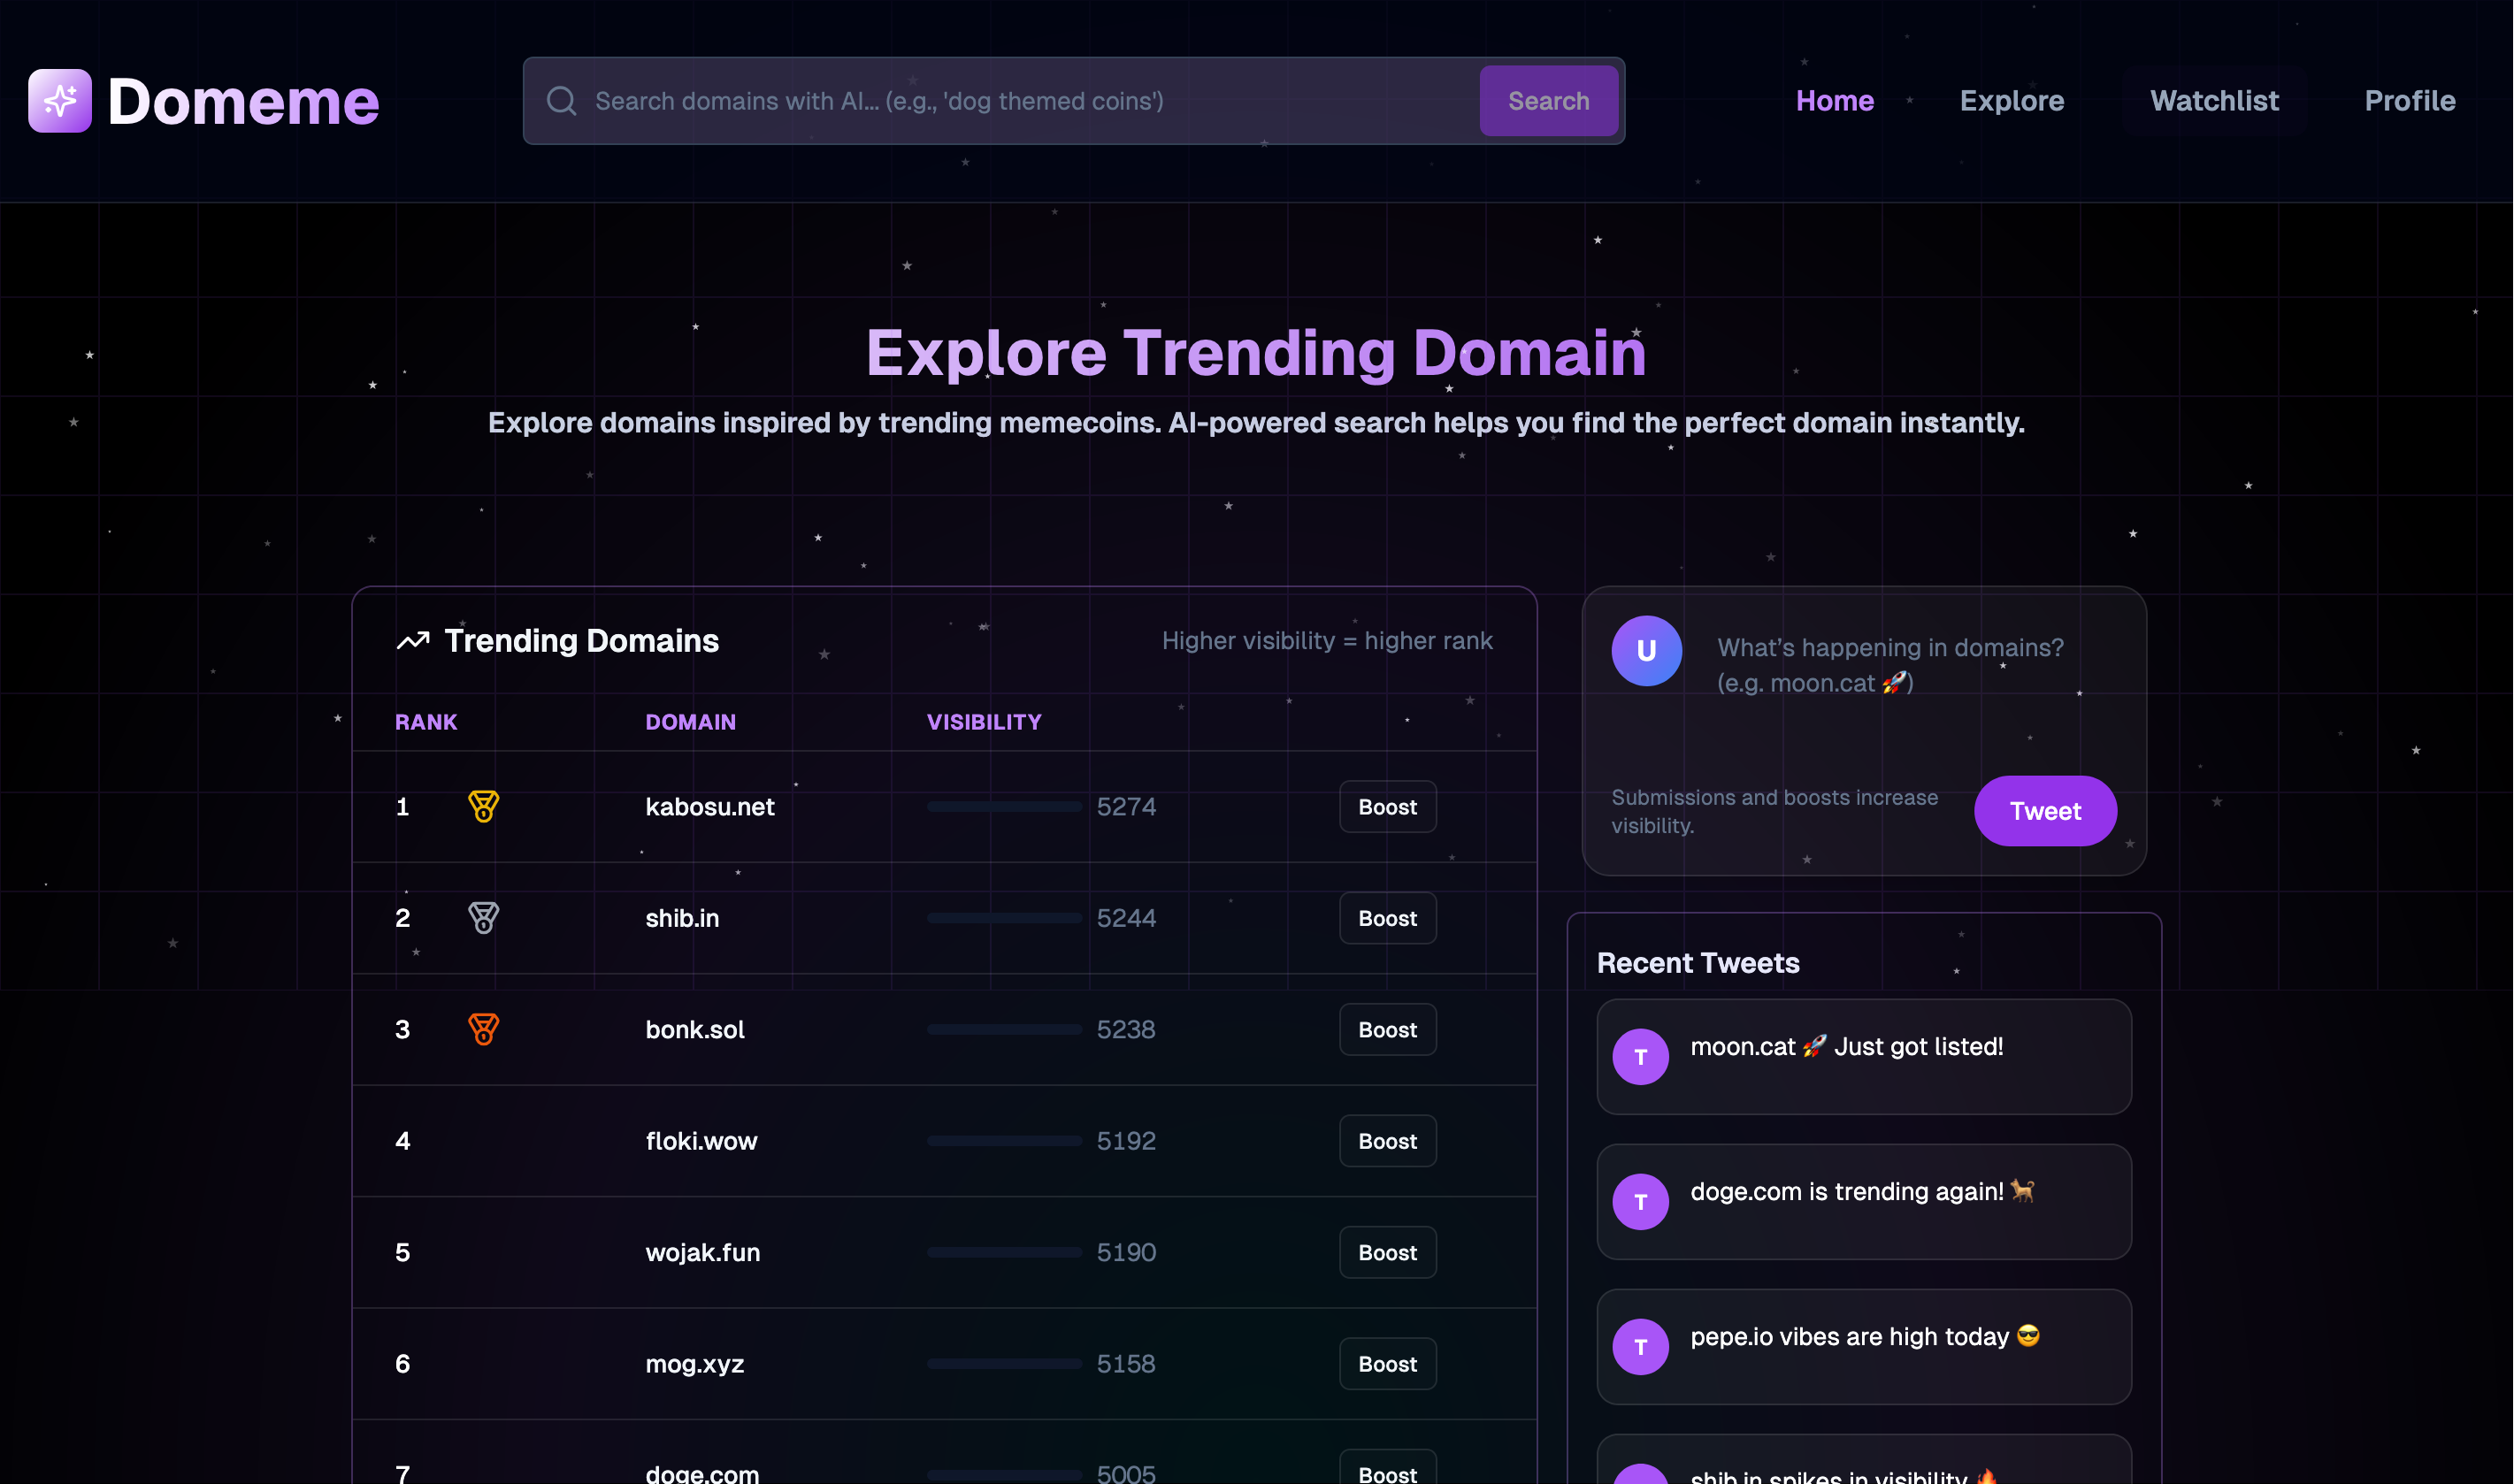 Domeme
Search domains with AI... (e.g., 'dog themed coins')
Search
Home
Explore
Watchlist
Profile
Explore Trending Domain
Explore domains inspired by trending memecoins. AI-powered search helps you find the perfect domain instantly.
Trending Domains
Higher visibility = higher rank
RANK DOMAIN VISIBILITY
1 kabosu.net 5274 Boost
2 shib.in 5244 Boost
3 bonk.sol 5238 Boost
4 floki.wow 5192 Boost
5 wojak.fun 5190 Boost
6 mog.xyz 5158 Boost
7 doge.com 5005 Boost
U
What's happening in domains?
(e.g. moon.cat 🚀)
Submissions and boosts increase
visibility.
Tweet
Recent Tweets
T
moon.cat 🚀 Just got listed!
T
doge.com is trending again! 🐕
T
pepe.io vibes are high today 😎
shib.in spikes in visibility 🔥